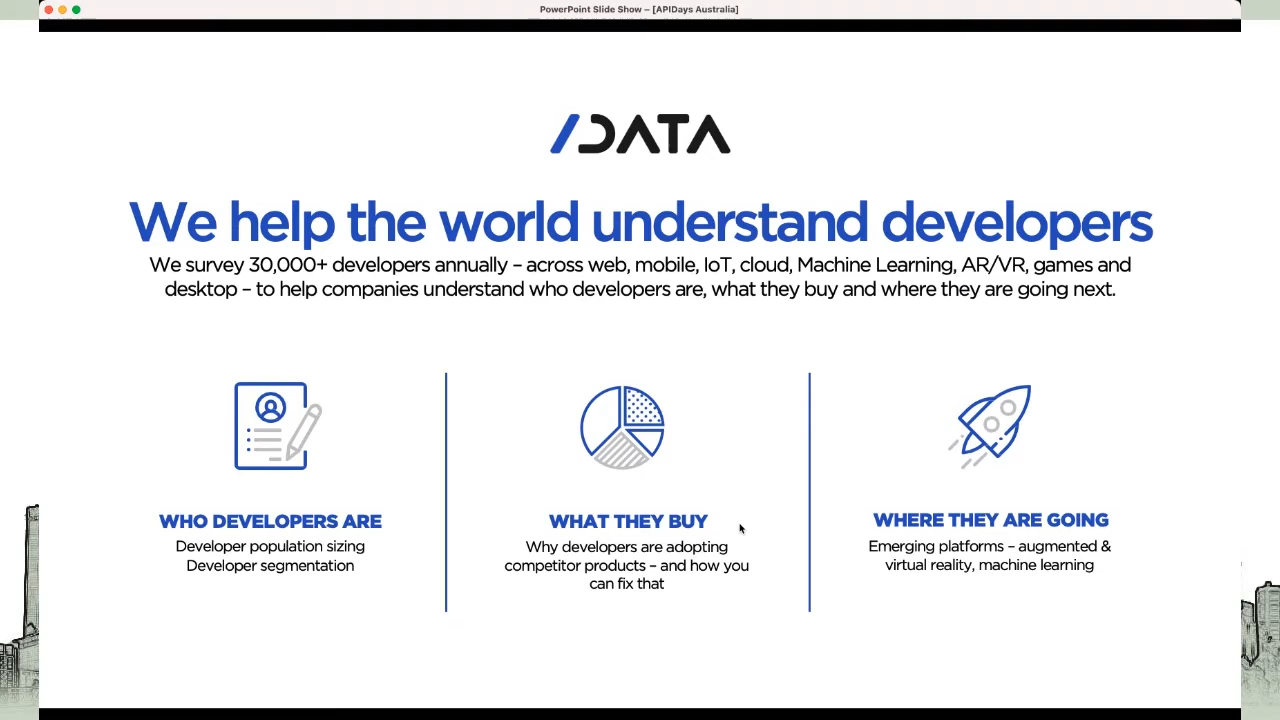 PowerPoint Slide Show – [APIDays Australia]
/DATA
We help the world understand developers
We survey 30,000+ developers annually – across web, mobile, IoT, cloud, Machine Learning, AR/VR, games and
desktop – to help companies understand who developers are, what they buy and where they are going next.
WHO DEVELOPERS ARE
Developer population sizing
Developer segmentation
WHAT THEY BUY
Why developers are adopting
competitor products – and how you
can fix that
WHERE THEY ARE GOING
Emerging platforms – augmented &
virtual reality, machine learning